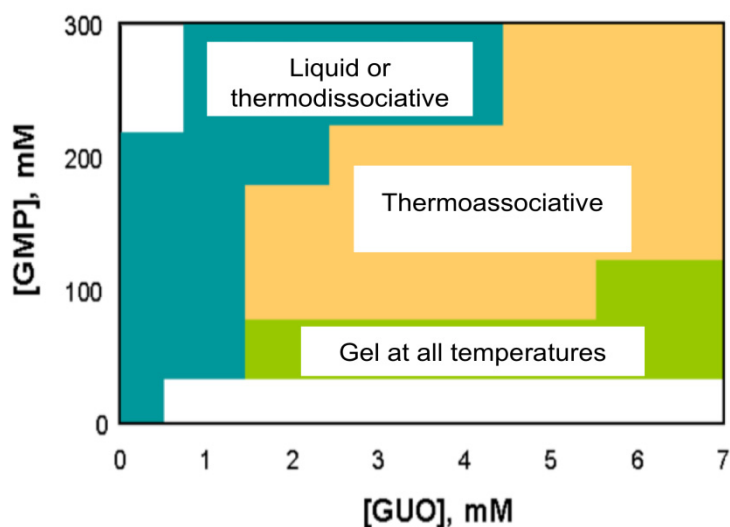 300
Liquid or
thermodissociative
200
Thermoassociative
100
Gel at all temperatures
0
[GMP], mM
0 1 2 3 4 5 6 7
[GUO], mM